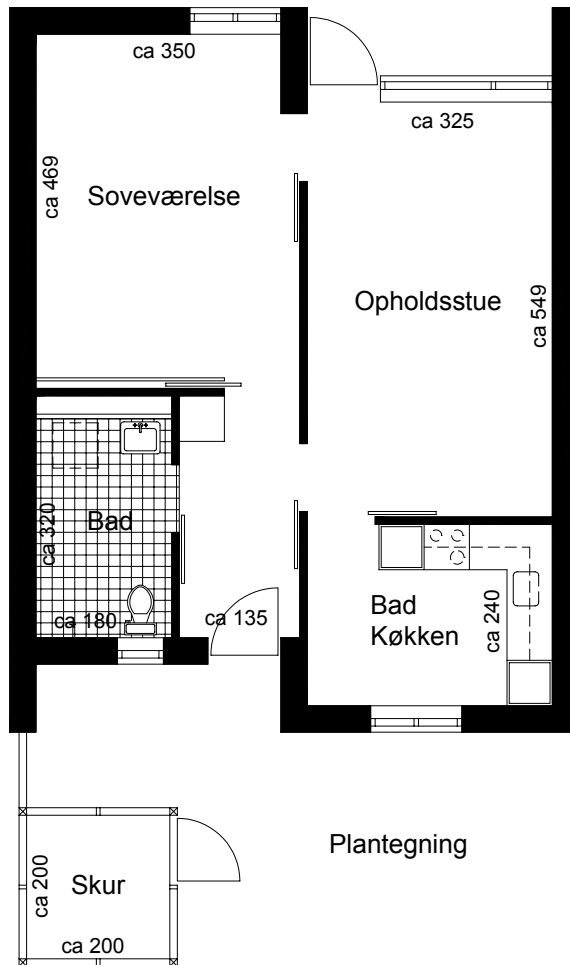 ca 350
ca 325
ca 469
Soveværelse
Opholdsstue
ca 549
Bad
ca 320
ca 180
ca 135
Bad
Køkken
ca 240
Plantegning
Skur
ca 200
ca 200